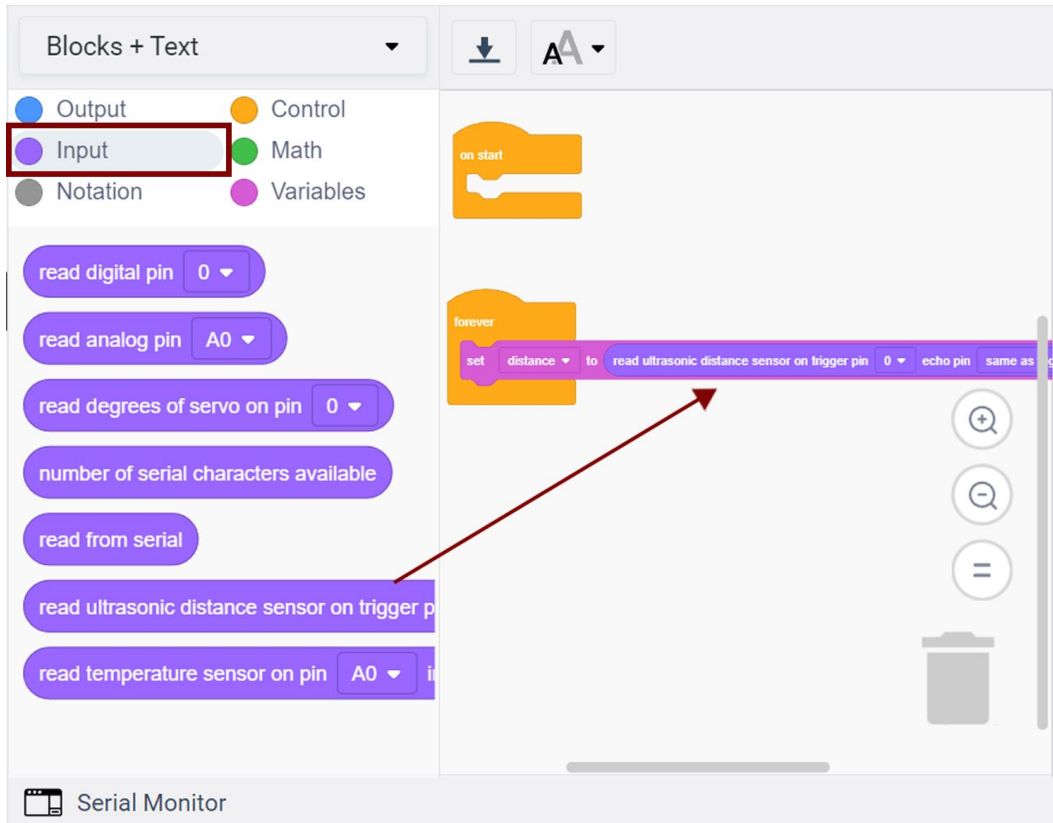 Blocks + Text
AA
Output
Control
Input
Math
Notation
Variables
read digital pin 0
read analog pin A0
read degrees of servo on pin 0
number of serial characters available
read from serial
read ultrasonic distance sensor on trigger p
read temperature sensor on pin A0
on start
forever
set distance to read ultrasonic distance sensor on trigger pin 0 echo pin same as
Serial Monitor